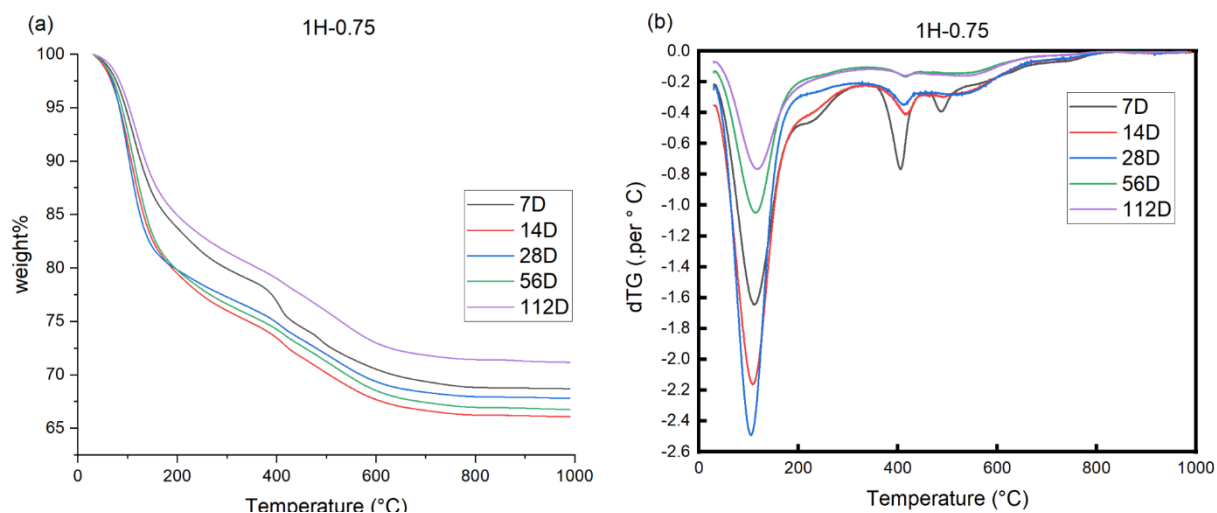 (a)
1H-0.75
100
95
90
85
80
75
70
65
weight%
0
200
400
600
800
1000
Temperature (°C)
7D
14D
28D
56D
112D
(b)
1H-0.75
0.0
-0.2
-0.4
-0.6
-0.8
-1.0
-1.2
-1.4
-1.6
-1.8
-2.0
-2.2
-2.4
-2.6
dTG (.per ° C)
0
200
400
600
800
1000
Temperature (°C)
7D
14D
28D
56D
112D